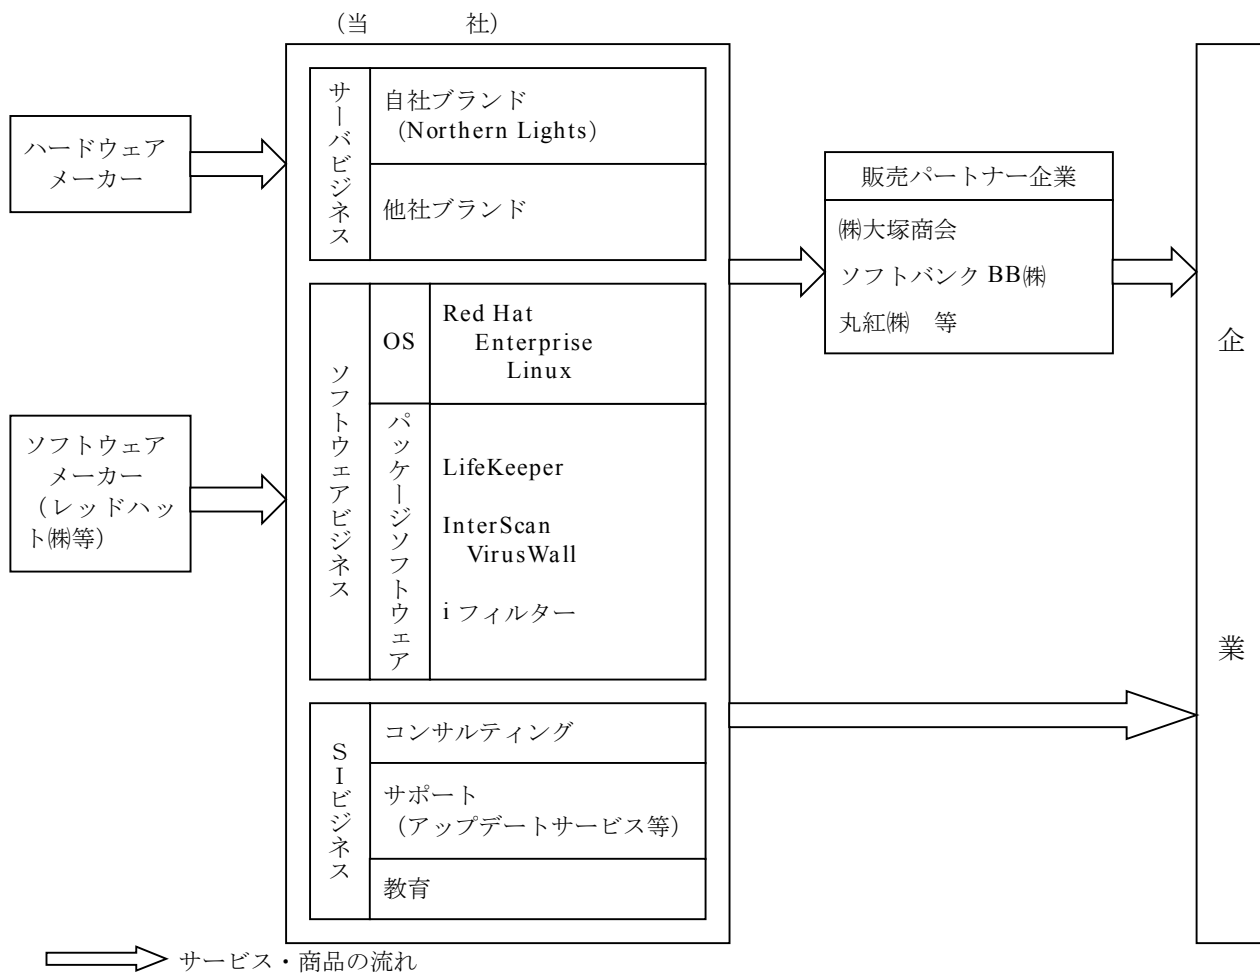 (当　　　社)
ハードウェア
メーカー
ソフトウェア
メーカー
（レッドハッ
ト㈱等）
サーバビジネス
自社ブランド
（Northern Lights）
他社ブランド
ソフトウェアビジネス
OS
Red Hat
Enterprise
Linux
パッケージソフトウェア
LifeKeeper
InterScan
VirusWall
i フィルター
ＳＩビジネス
コンサルティング
サポート
（アップデートサービス等）
教育
販売パートナー企業
㈱大塚商会
ソフトバンク BB㈱
丸紅㈱　等
企業
サービス・商品の流れ